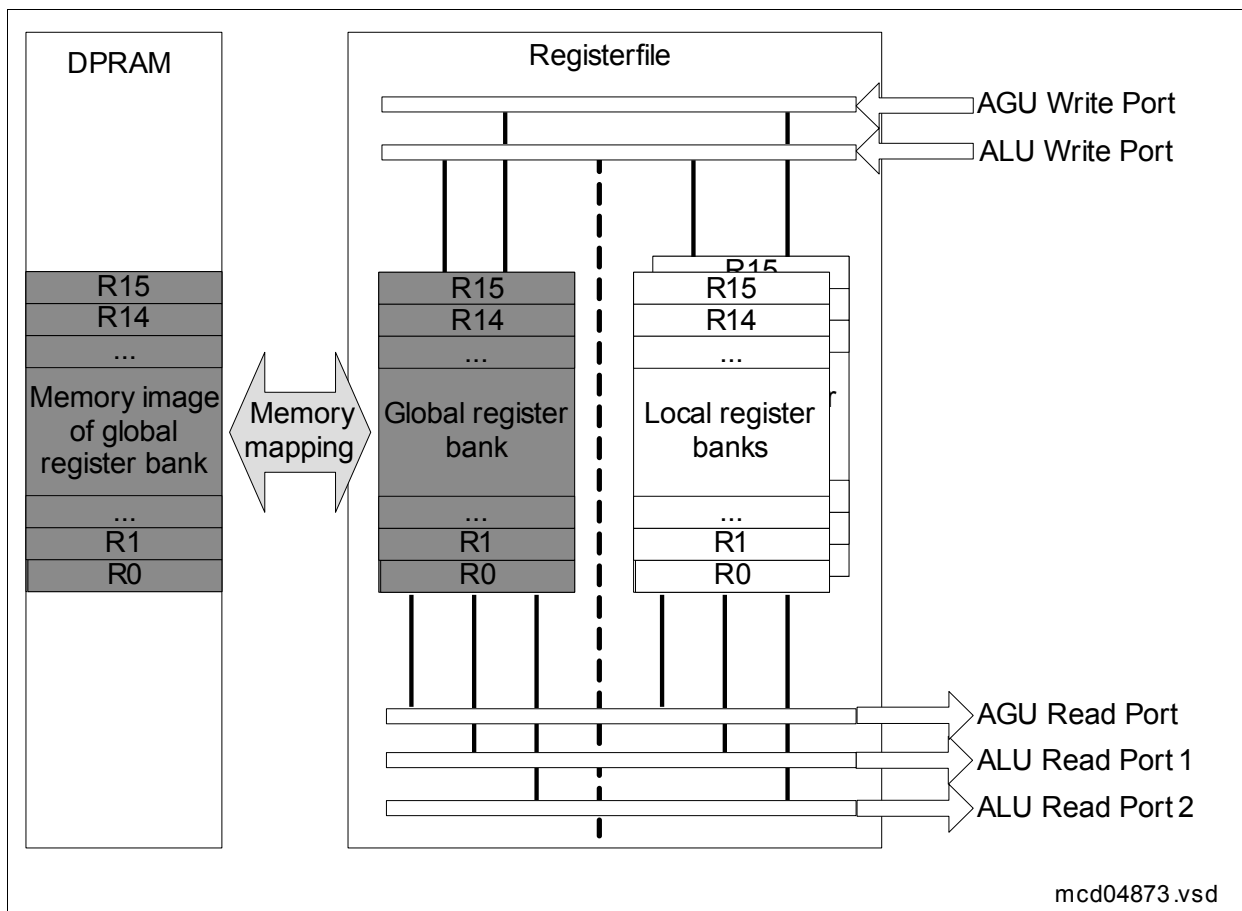 DPRAM
Registerfile
AGU Write Port
ALU Write Port
R15
R14
...
Memory image
of global
register bank
...
R1
R0
Memory
mapping
R15
R14
...
Global register
bank
...
R1
R0
R15
R15
R14
...
Local register
banks
...
R1
R0
AGU Read Port
ALU Read Port 1
ALU Read Port 2
mcd04873.vsd